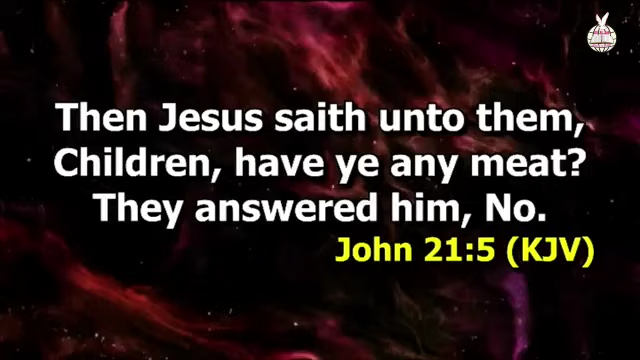 Then Jesus saith unto them,
Children, have ye any meat?
They answered him, No.
John 21:5 (KJV)